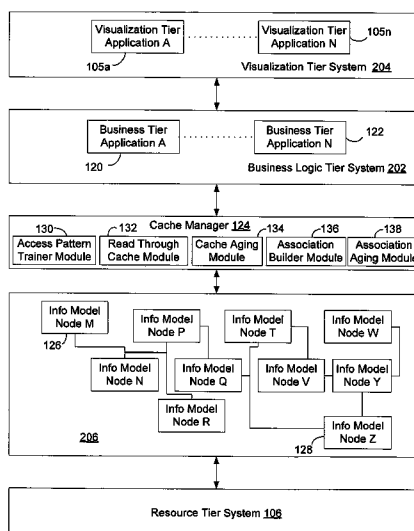 Visualization Tier Application A
Visualization Tier Application N
105n
105a
Visualization Tier System 204
Business Tier Application A
Business Tier Application N
122
120
Business Logic Tier System 202
Cache Manager 124
130
132
134
136
138
Access Pattern Trainer Module
Read Through Cache Module
Cache Aging Module
Association Builder Module
Association Aging Module
Info Model Node M
126
Info Model Node P
Info Model Node T
Info Model Node W
Info Model Node N
Info Model Node Q
Info Model Node V
Info Model Node Y
Info Model Node R
Info Model Node Z
206
128
Resource Tier System 106